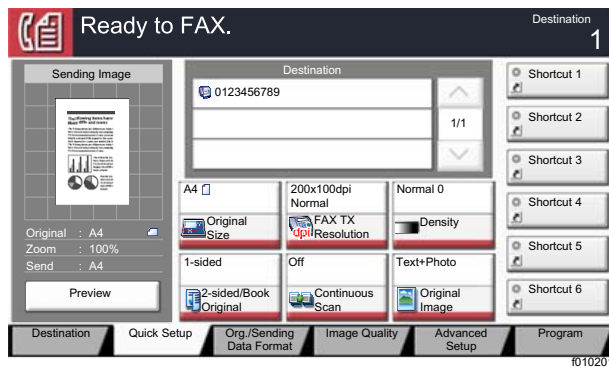 Ready to FAX.
Destination
1
Sending Image
Original : A4
Zoom : 100%
Send : A4
Preview
Destination
0123456789
1/1
A4
Original
Size
200x100dpi
Normal
dpi
FAX TX
Resolution
Normal 0
Density
1-sided
2-sided/Book
Original
Off
Continuous
Scan
Text+Photo
Original
Image
Shortcut 1
Shortcut 2
Shortcut 3
Shortcut 4
Shortcut 5
Shortcut 6
Destination
Quick Setup
Org./Sending
Data Format
Image Quality
Advanced
Setup
Program
f010201